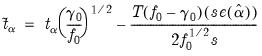 t̄_α = t_α (γ_0/f_0)^{1/2} − T(f_0 − γ_0)(se(α̂)) / 2f_0^{1/2}s